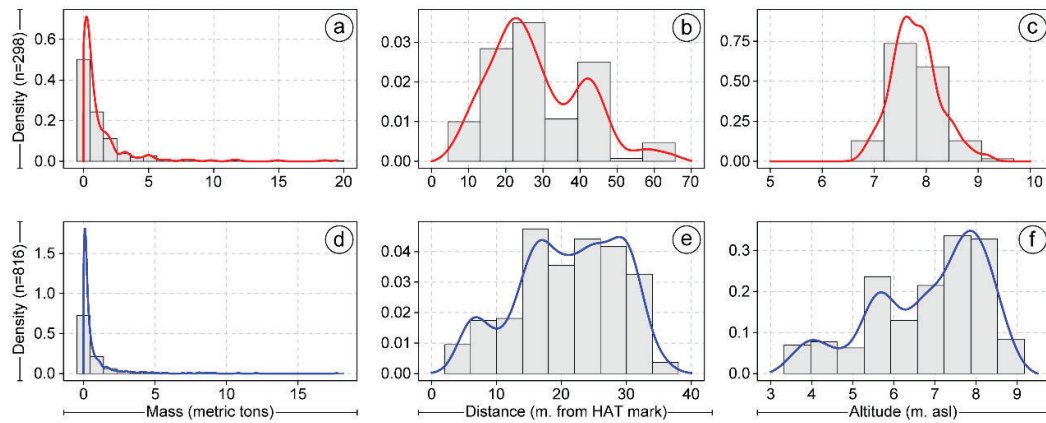 Density (n=298)
0.6
0.4
0.2
0.0
0 5 10 15 20
a
0.03
0.02
0.01
0.00
0 10 20 30 40 50 60 70
b
0.75
0.50
0.25
0.00
5 6 7 8 9 10
c
Density (n=816)
1.5
1.0
0.5
0.0
0 5 10 15
d
Mass (metric tons)
0.04
0.03
0.02
0.01
0.00
0 10 20 30 40
e
Distance (m. from HAT mark)
0.3
0.2
0.1
0.0
3 4 5 6 7 8 9
f
Altitude (m. asl)